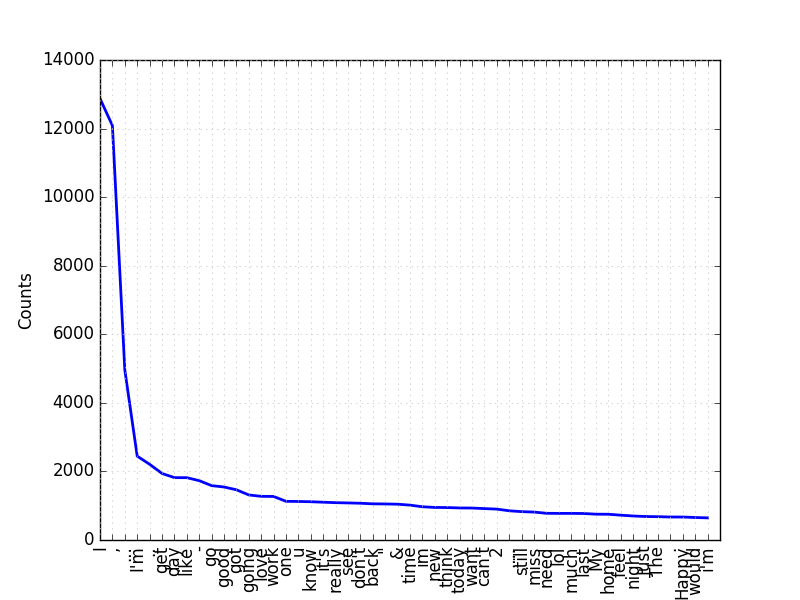 14000
12000
10000
8000
6000
4000
2000
0
Counts
I
,
...
I'm
get
day
like
-
go
good
got
going
love
work
one
u
know
it's
really
see
don't
back
"
&
time
im
new
think
today
want
can't
2
still
miss
need
lol
much
last
My
home
feel
night
just
The
Happy
would
I'm